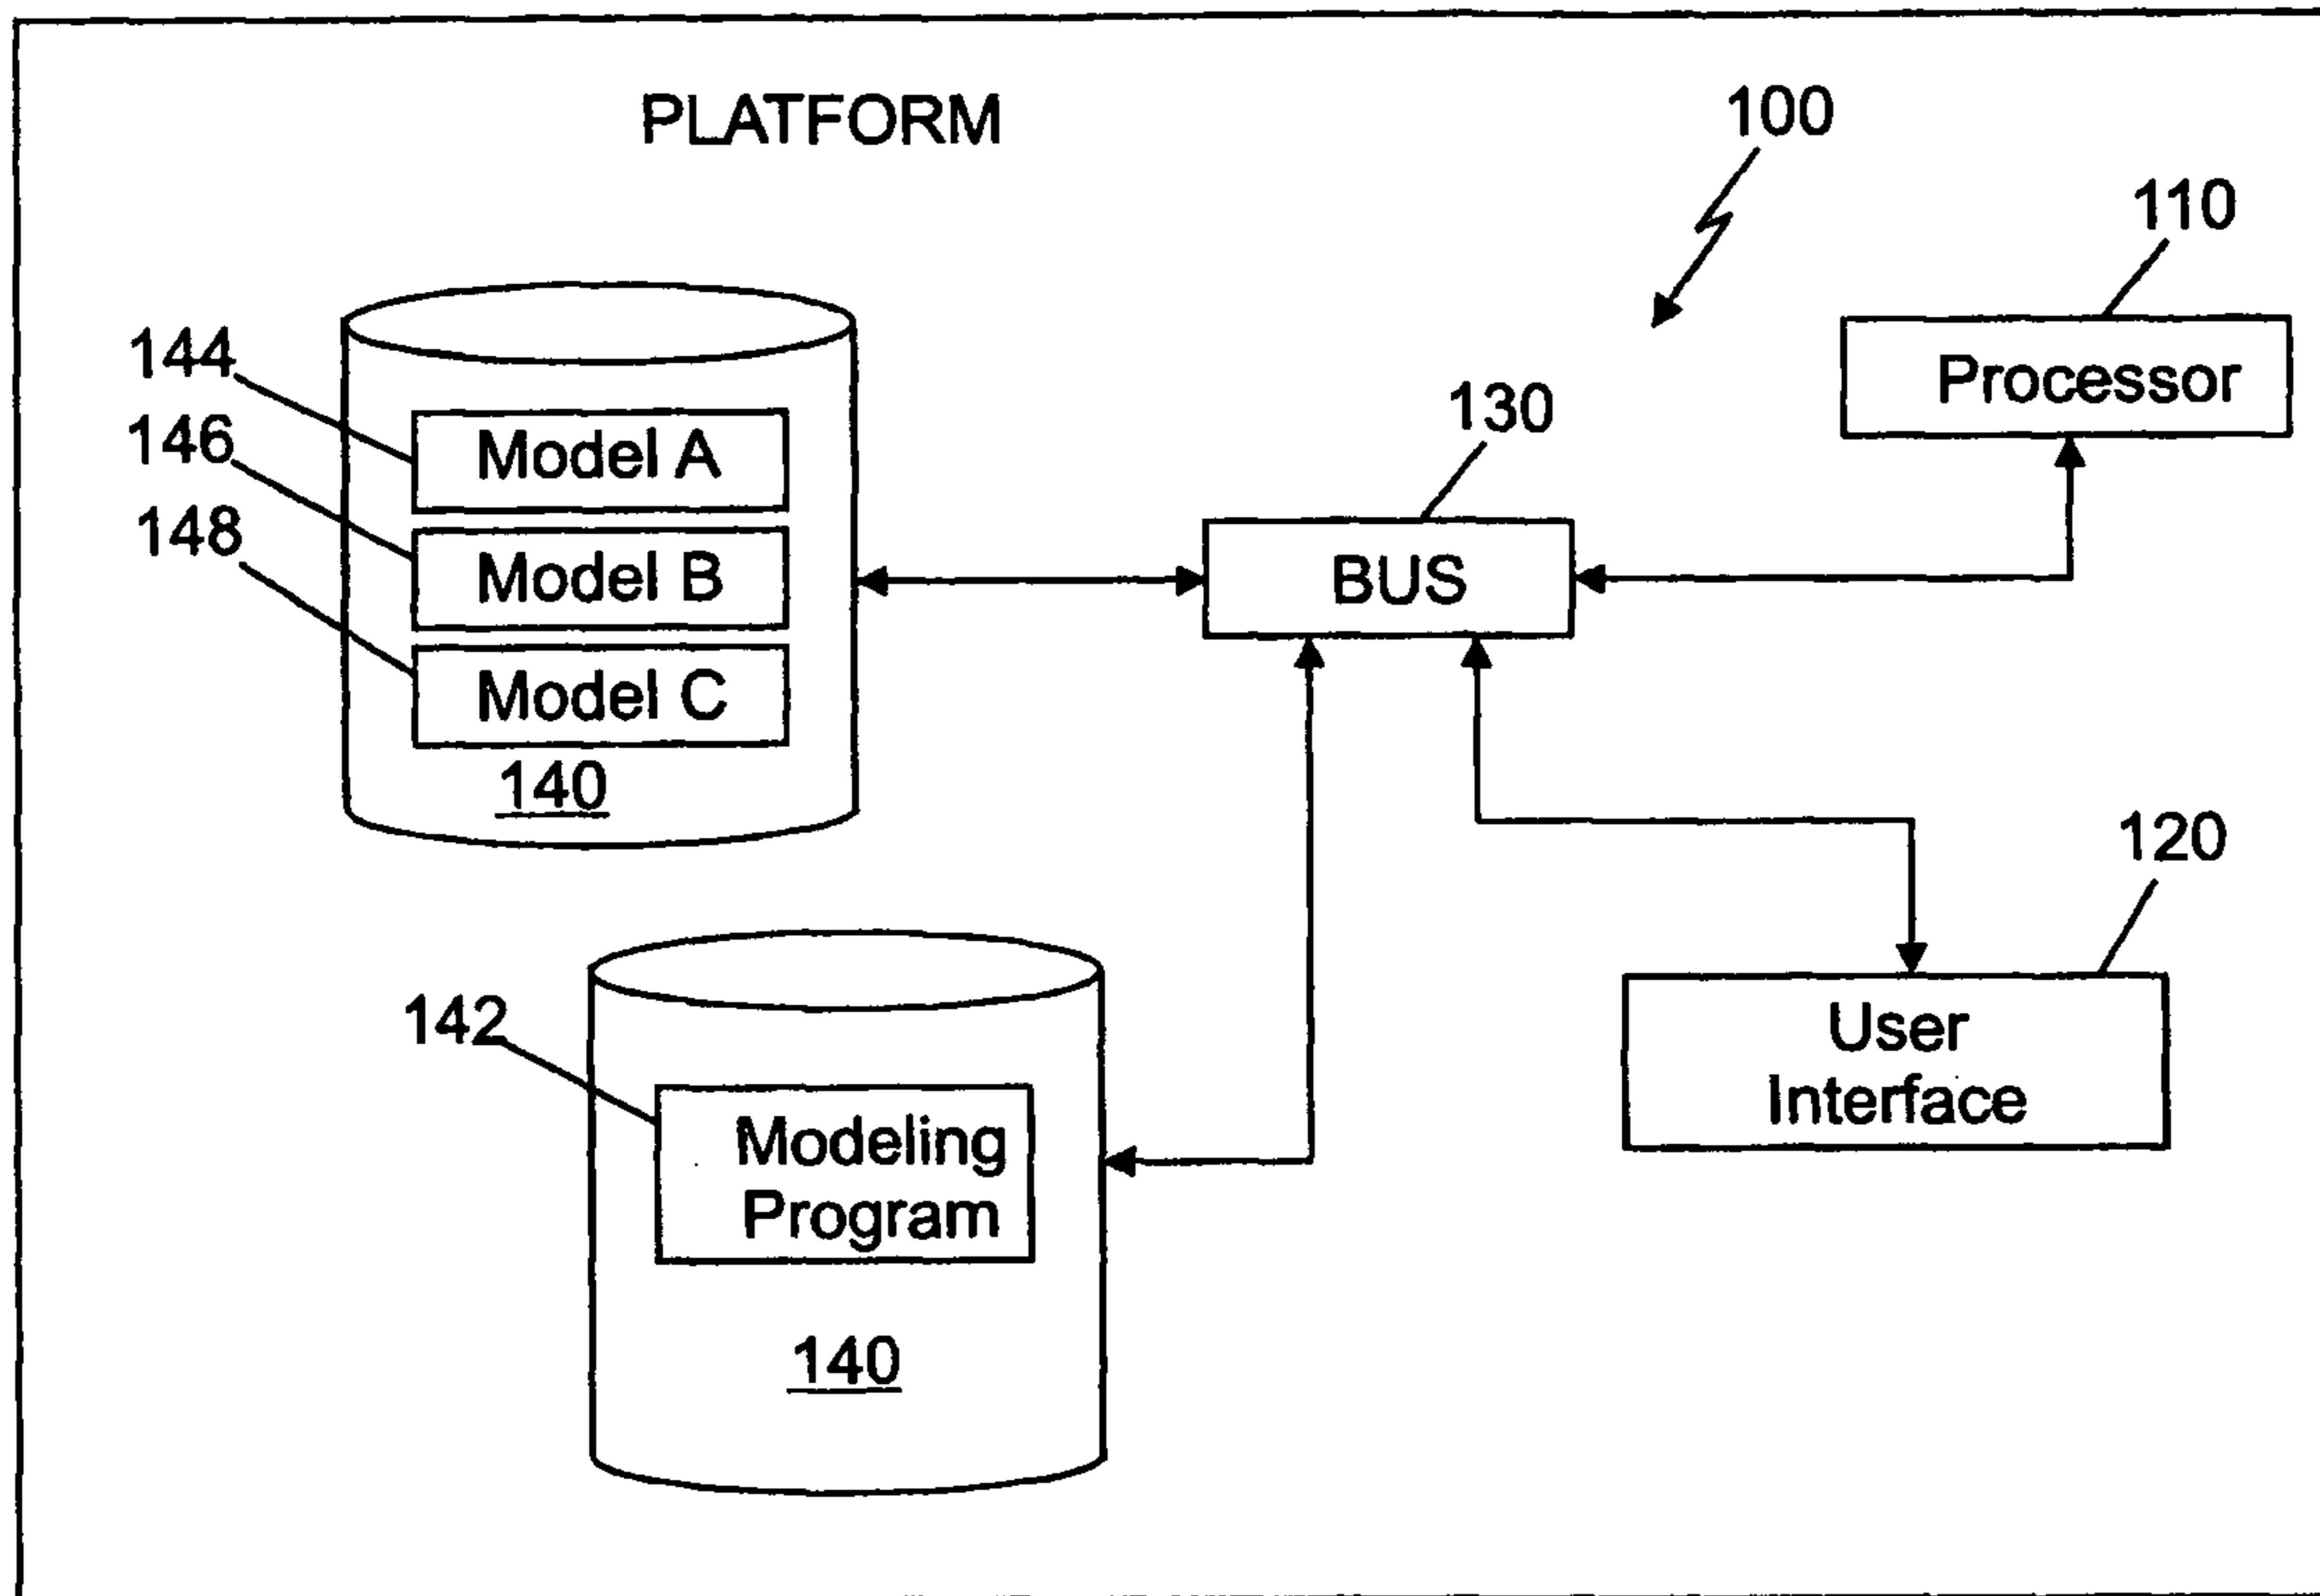 PLATFORM
100
110
Processor
144
146
148
Model A
Model B
Model C
140
130
BUS
120
User
Interface
142
Modeling
Program
140